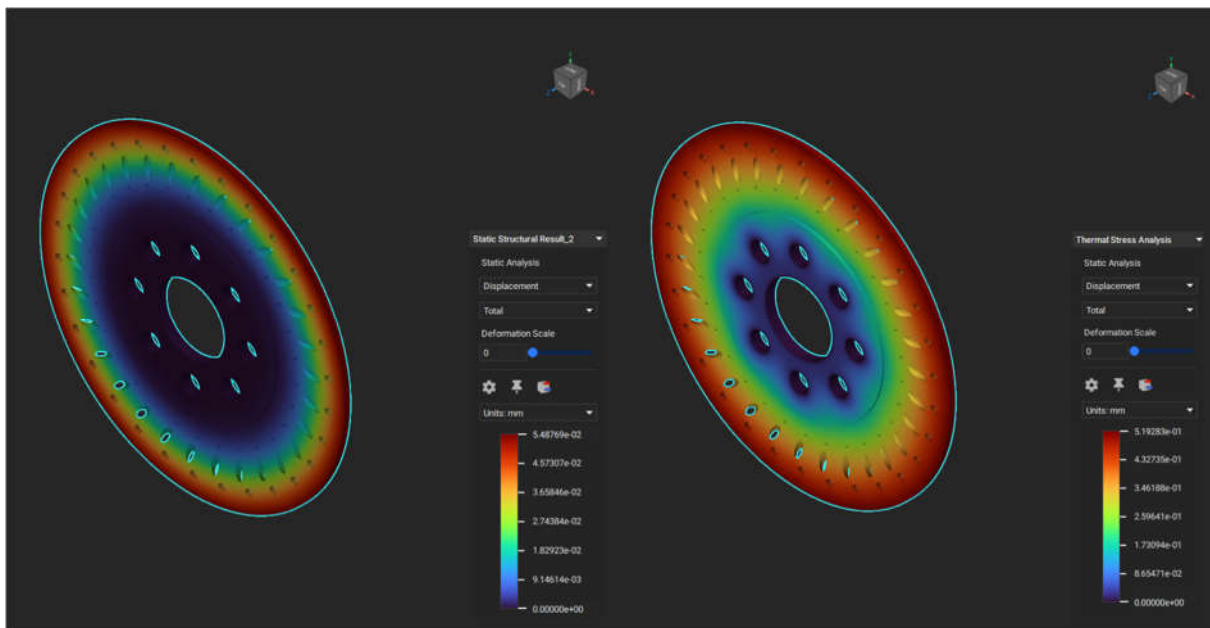 Static Structural Result_2
Static Analysis
Displacement
Total
Deformation Scale
0
Units: mm
5.48769e-02
4.57307e-02
3.65846e-02
2.74384e-02
1.82923e-02
9.14614e-03
0.00000e+00
Thermal Stress Analysis
Static Analysis
Displacement
Total
Deformation Scale
0
Units: mm
5.19283e-01
4.32735e-01
3.46188e-01
2.59641e-01
1.73094e-01
8.65471e-02
0.00000e+00